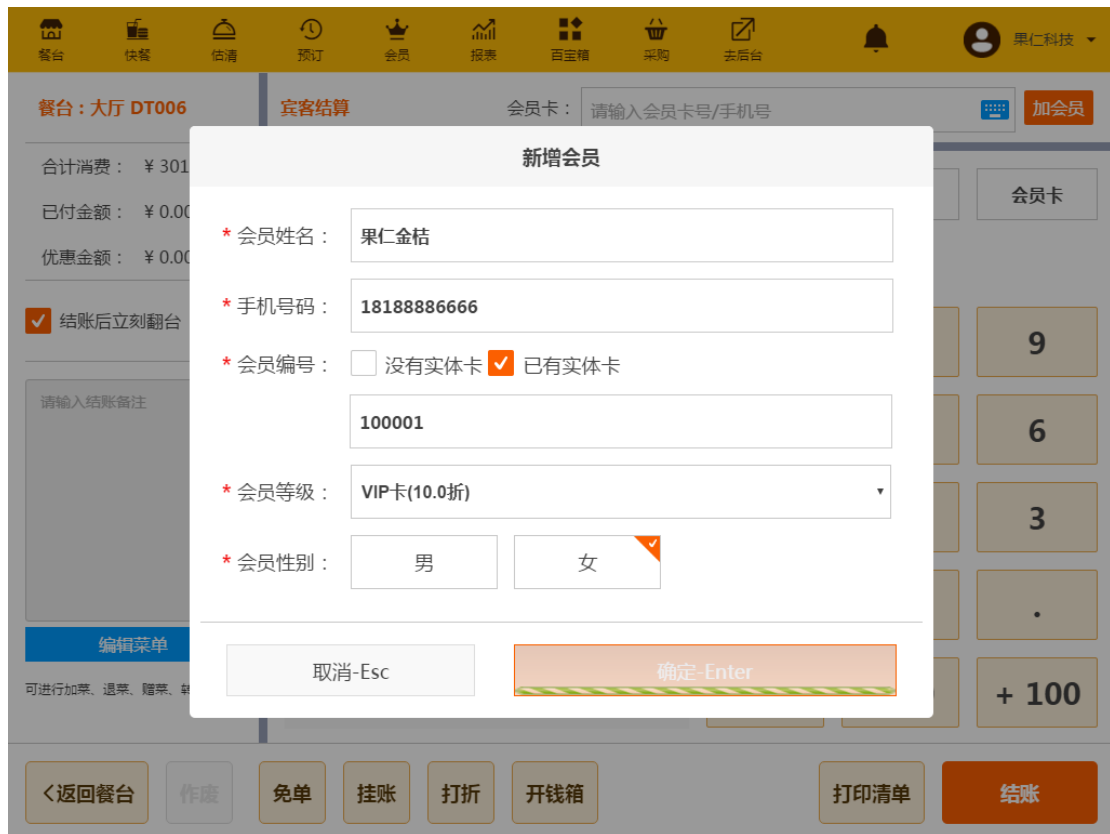 餐台 快餐 估清 预订 会员 报表 百宝箱 采购 去后台 果仁科技
餐台：大厅 DT006 宾客结算 会员卡： 请输入会员卡号/手机号 加会员
新增会员
合计消费： ¥ 301
会员卡
已付金额： ¥ 0.00
* 会员姓名： 果仁金桔
优惠金额： ¥ 0.00
* 手机号码： 18188886666
结账后立刻翻台
9
* 会员编号： 没有实体卡 已有实体卡
请输入结账备注
100001
6
* 会员等级： VIP卡(10.0折)
3
* 会员性别： 男 女
.
编辑菜单
取消-Esc 确定-Enter
可进行加菜、退菜、赠菜、
+ 100
<返回餐台 作废 免单 挂账 打折 开钱箱 打印清单 结账